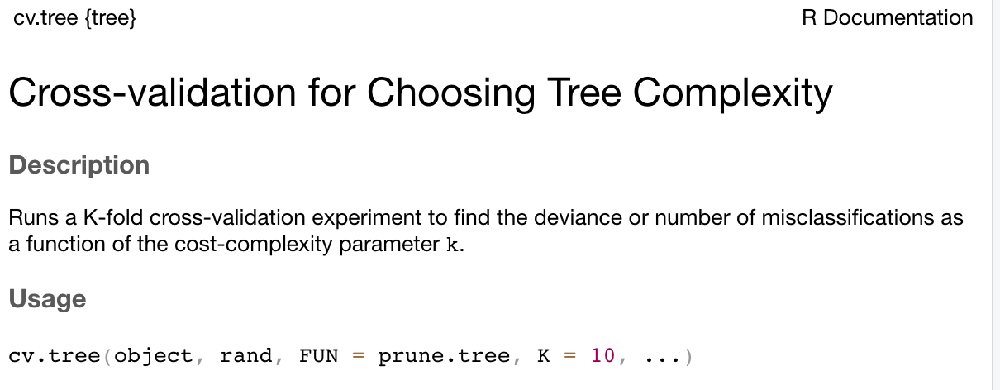 cv.tree {tree}
R Documentation
Cross-validation for Choosing Tree Complexity
Description
Runs a K-fold cross-validation experiment to find the deviance or number of misclassifications as
a function of the cost-complexity parameter k.
Usage
cv.tree(object, rand, FUN = prune.tree, K = 10, ...)